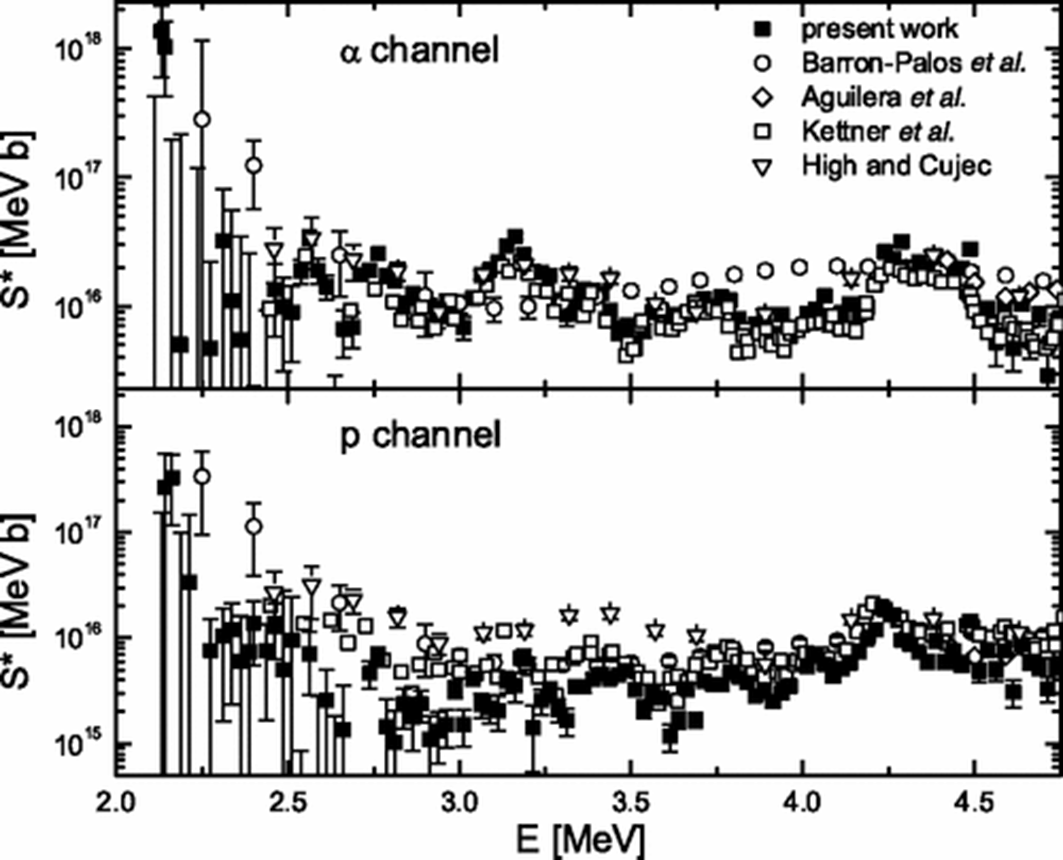 α channel
present work
Barron-Palos et al.
Aguilera et al.
Kettner et al.
High and Cujec
S* [MeV b]
10^18
10^17
10^16
p channel
S* [MeV b]
10^18
10^17
10^16
10^15
2.0 2.5 3.0 3.5 4.0 4.5
E [MeV]